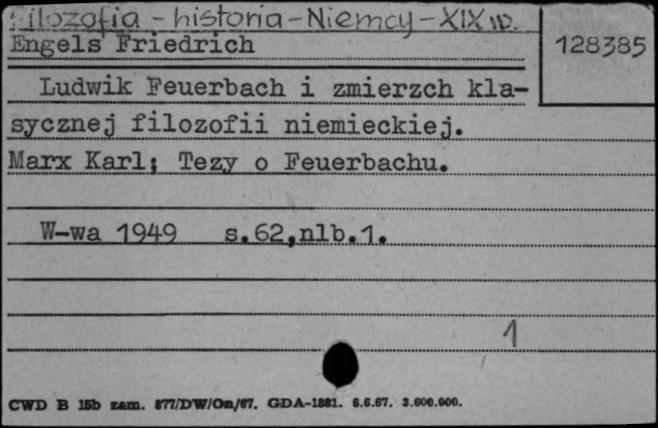 Filozofia - historia - Niemcy - XIX w.
Engels Friedrich
128385
Ludwik Feuerbach i zmierzch kla-
sycznej filozofii niemieckiej.
Marx Karl; Tezy o Feuerbachu.
W-wa 1949 s.62,nlb.1.
1
CWD B 15b zam. 877/DW/On/67. GDA-1881. 6.6.67. 3.600.000.